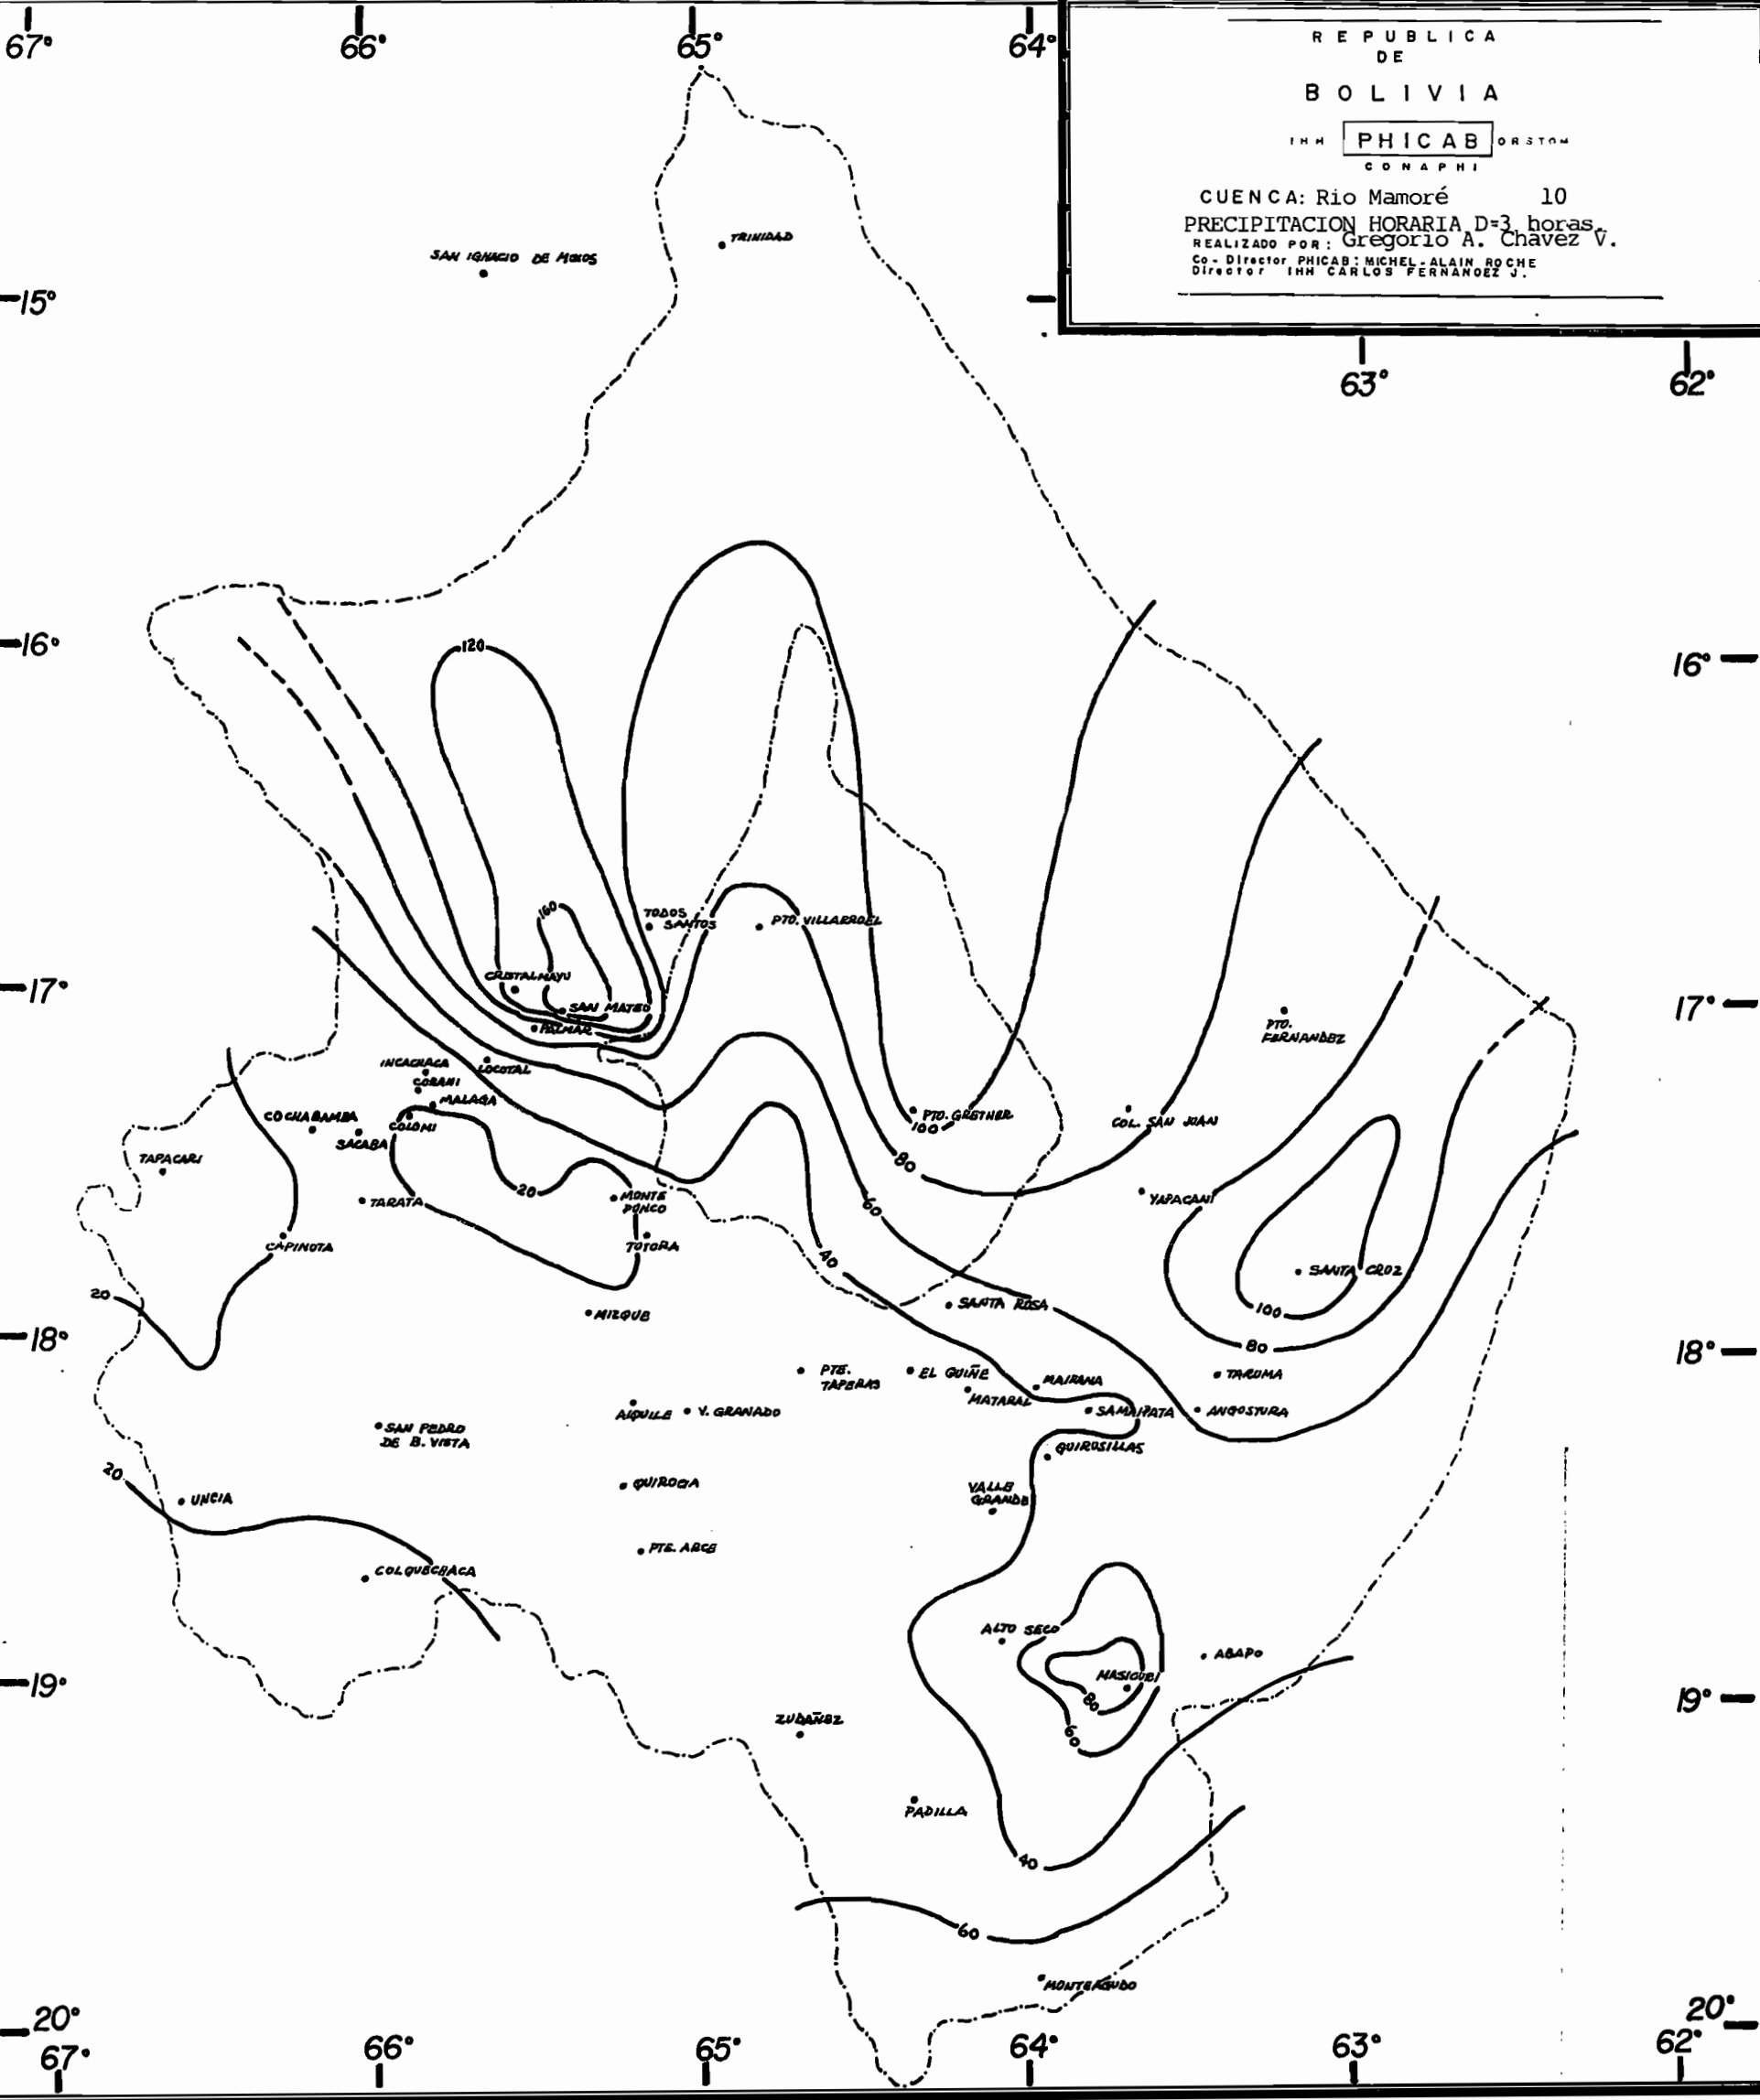 67°
66°
65°
64°
REPUBLICA
DE
BOLIVIA
IHH PHICAB ORSTOM
CONAPHI
CUENCA: Rio Mamoré 10
PRECIPITACION HORARIA D=3 horas.
REALIZADO POR: Gregorio A. Chavez V.
Co-Director PHICAB: MICHEL-ALAIN ROCHE
Director IHH CARLOS FERNANDEZ J.
TRINIDAD
SAN IGNACIO DE MOXOS
15°
63°
62°
16°
16°
120
160
TODOS
SANTOS
PTO. VILLARROEL
CRISTALMAYU
17°
SAN MATEO
17°
PALMAR
PTO.
FERNANDEZ
INCACHACA
LOCOTAL
CORANI
MALAGA
COCHABAMBA
COLOMI
SACABA
PTO. GRETHER
100
COL. SAN JUAN
TAPACARI
80
20
MONTE
PUNCO
TARATA
60
YAPACANI
CAPINOTA
TOTORA
40
SANTA CRUZ
20
SANTA ROSA
100
MIZQUE
18°
80
18°
PTE.
TAPERAS
EL QUIÑE
MAIRANA
TARUMA
MATARAL
AIQUILE
V. GRANADO
SAMAIPATA
ANGOSTURA
SAN PEDRO
DE B. VISTA
QUIROSILLAS
20
UNCIA
QUIROGA
VALLE
GRANDE
PTE. ARCE
COLQUECHACA
ALTO SECO
ABAPO
MASICURI
19°
80
19°
ZUDAÑEZ
60
PADILLA
40
60
MONTEAGUDO
20°
20°
67°
66°
65°
64°
63°
62°